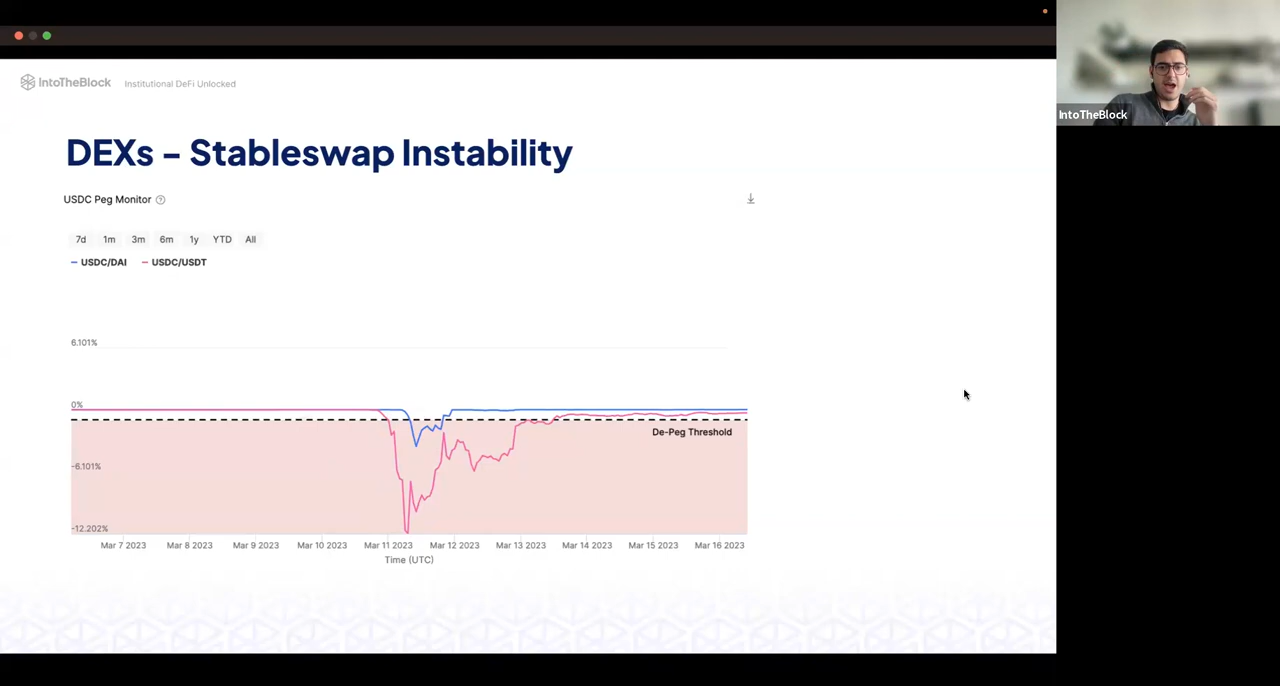 IntoTheBlock Institutional DeFi Unlocked
IntoTheBlock
DEXs – Stableswap Instability
USDC Peg Monitor ?
7d 1m 3m 6m 1y YTD All
USDC/DAI USDC/USDT
6.101%
0%
De-Peg Threshold
-6.101%
-12.202%
Mar 7 2023 Mar 8 2023 Mar 9 2023 Mar 10 2023 Mar 11 2023 Mar 12 2023 Mar 13 2023 Mar 14 2023 Mar 15 2023 Mar 16 2023
Time (UTC)